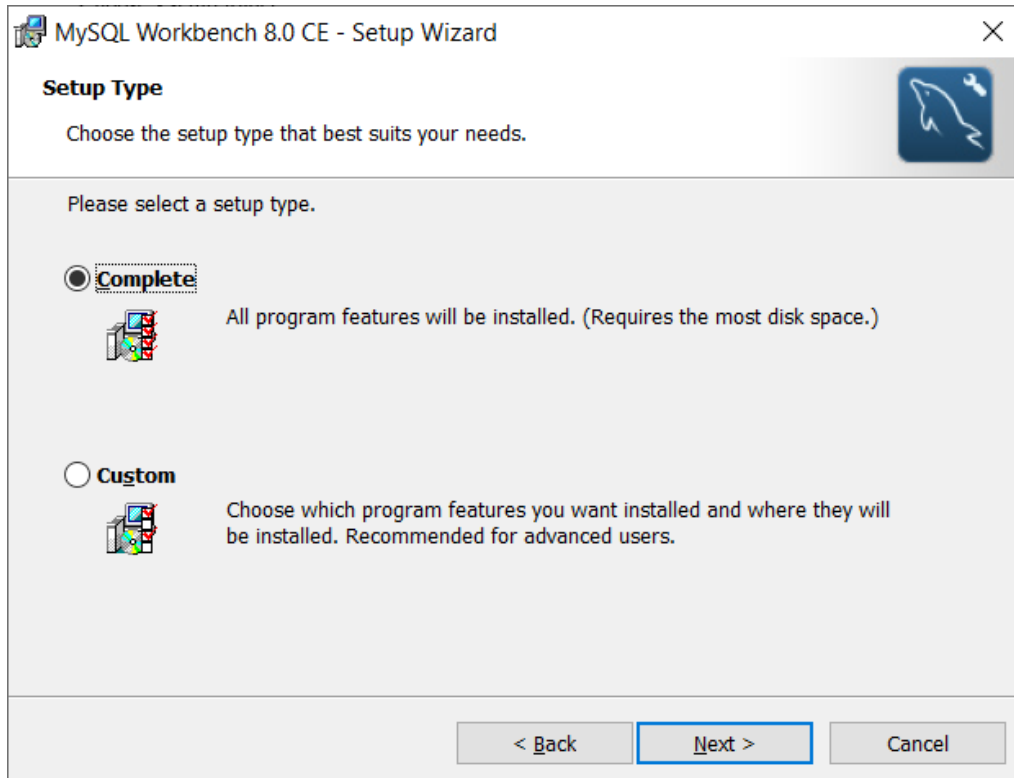 MySQL Workbench 8.0 CE - Setup Wizard
Setup Type
Choose the setup type that best suits your needs.
Please select a setup type.
Complete
All program features will be installed. (Requires the most disk space.)
Custom
Choose which program features you want installed and where they will
be installed. Recommended for advanced users.
< Back
Next >
Cancel